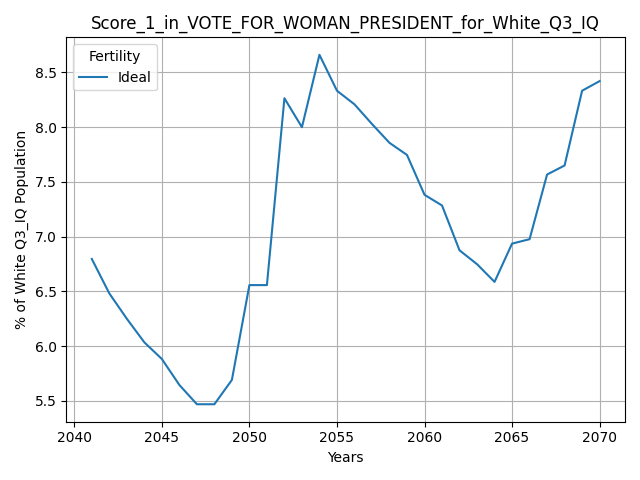 Score_1_in_VOTE_FOR_WOMAN_PRESIDENT_for_White_Q3_IQ
Fertility
Ideal
% of White Q3_IQ Population
8.5
8.0
7.5
7.0
6.5
6.0
5.5
2040 2045 2050 2055 2060 2065 2070
Years